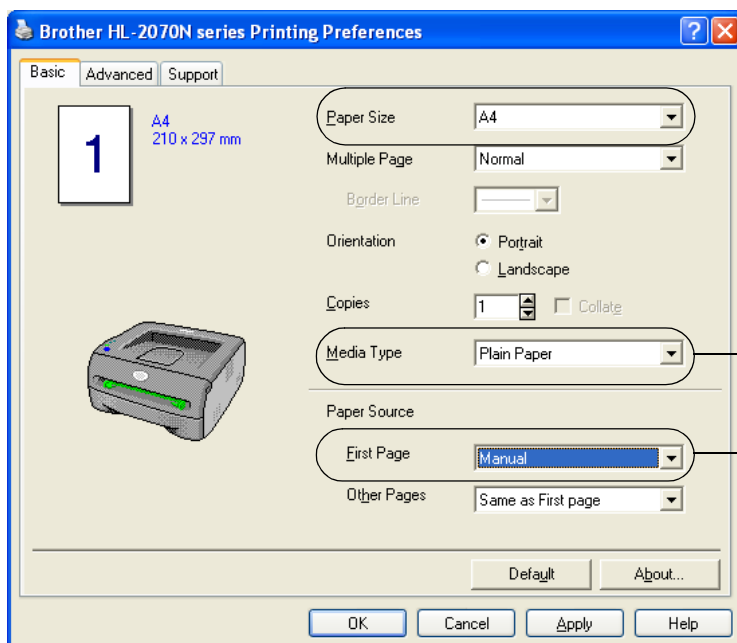 Brother HL-2070N series Printing Preferences
Basic Advanced Support
1
A4
210 x 297 mm
Paper Size A4
Multiple Page Normal
Border Line
Orientation Portrait
Landscape
Copies 1 Collate
Media Type Plain Paper
Paper Source
First Page Manual
Other Pages Same as First page
Default About...
OK Cancel Apply Help